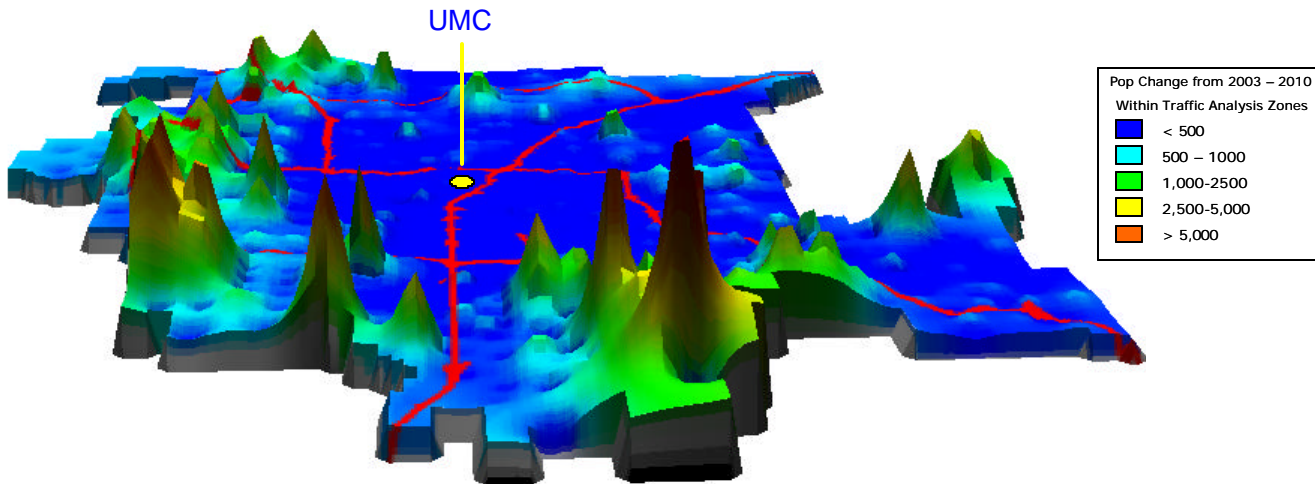 UMC
Pop Change from 2003 – 2010
Within Traffic Analysis Zones
< 500
500 – 1000
1,000-2500
2,500-5,000
> 5,000